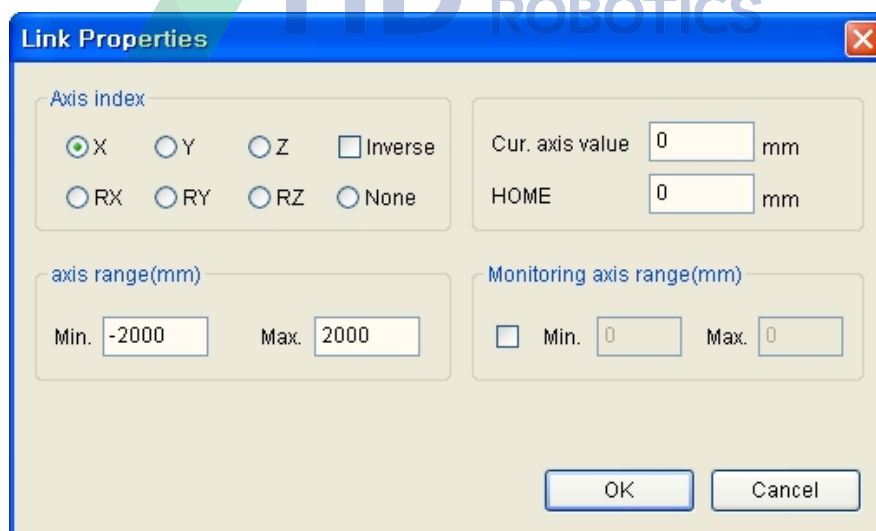 HD
ROBOTICS
Link Properties
Axis index
X Y Z Inverse
RX RY RZ None
Cur. axis value 0 mm
HOME 0 mm
axis range(mm)
Min. -2000 Max. 2000
Monitoring axis range(mm)
Min. 0 Max. 0
OK Cancel